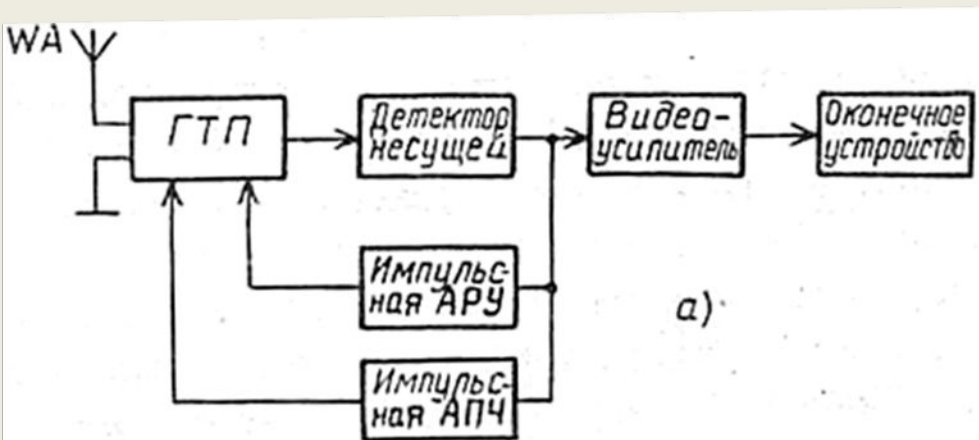 WA
ГТП
Детектор
несущей
Видео-
усилитель
Оконечное
устройство
Импульс-
ная АРУ
а)
Импульс-
ная АПЧ